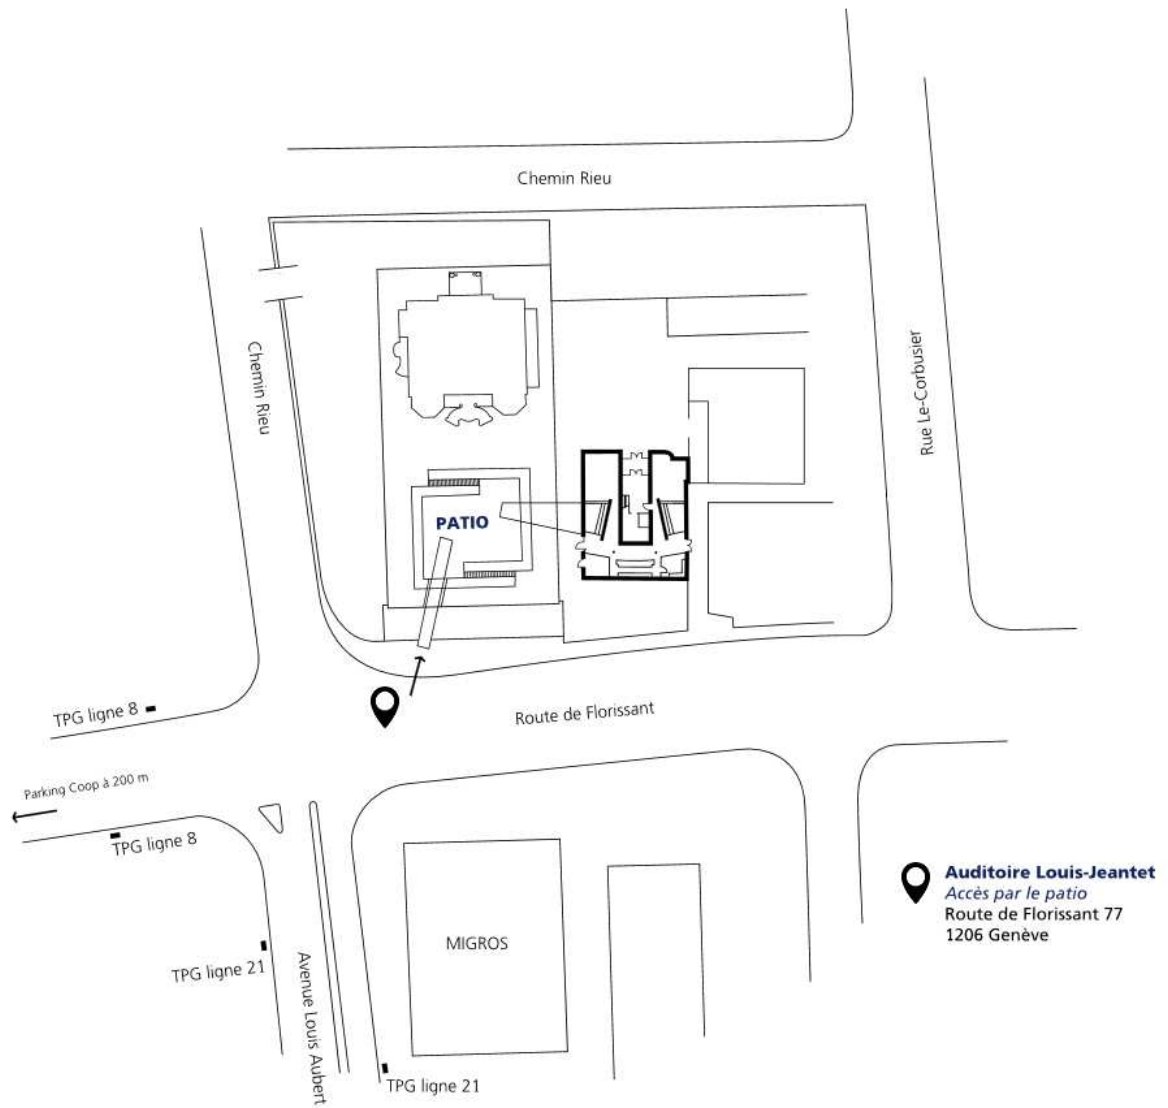 Chemin Rieu
Chemin Rieu
Rue Le-Corbusier
PATIO
TPG ligne 8
Route de Florissant
Parking Coop à 200 m
TPG ligne 8
Auditoire Louis-Jeantet
Accès par le patio
Route de Florissant 77
1206 Genève
MIGROS
TPG ligne 21
Avenue Louis Aubert
TPG ligne 21